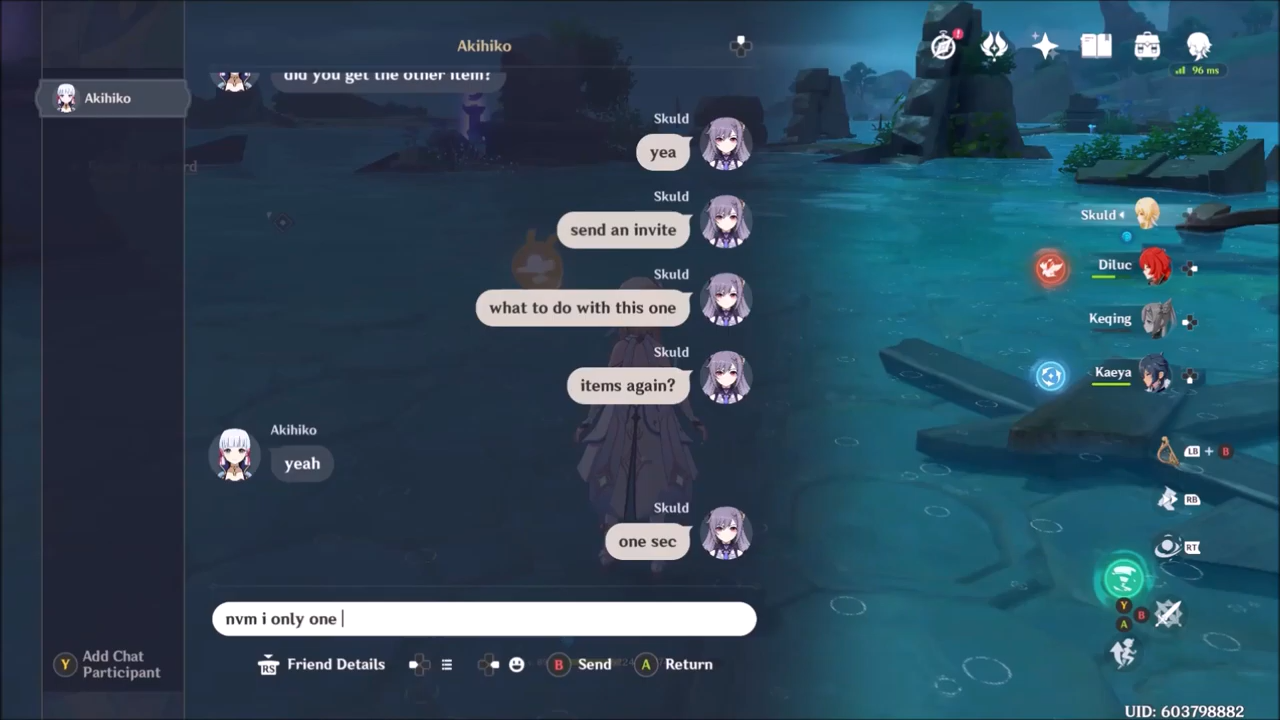 Akihiko
Akihiko
did you get the other item?
Skuld
yea
Skuld
send an invite
Skuld
what to do with this one
Skuld
items again?
Akihiko
yeah
Skuld
one sec
nvm i only one
Y Add Chat
Participant
RS Friend Details
B Send
A Return
96 ms
Skuld
Diluc
Keqing
Kaeya
LB + B
RB
RT
Y
B
A
UID: 603798882